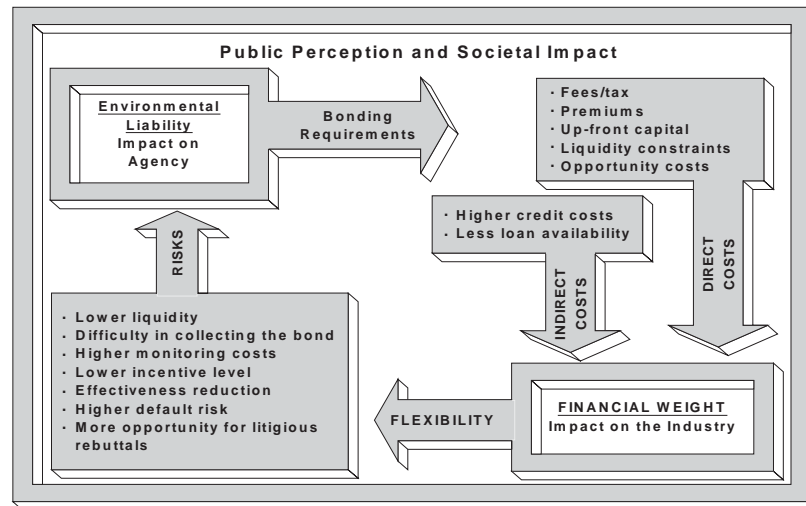 Public Perception and Societal Impact
Environmental
Liability
Impact on
Agency
Bonding
Requirements
· Fees/tax
· Premiums
· Up-front capital
· Liquidity constraints
· Opportunity costs
· Higher credit costs
· Less loan availability
DIRECT
COSTS
INDIRECT
COSTS
FINANCIAL WEIGHT
Impact on the Industry
FLEXIBILITY
· Lower liquidity
· Difficulty in collecting the bond
· Higher monitoring costs
· Lower incentive level
· Effectiveness reduction
· Higher default risk
· More opportunity for litigious
rebuttals
RISKS